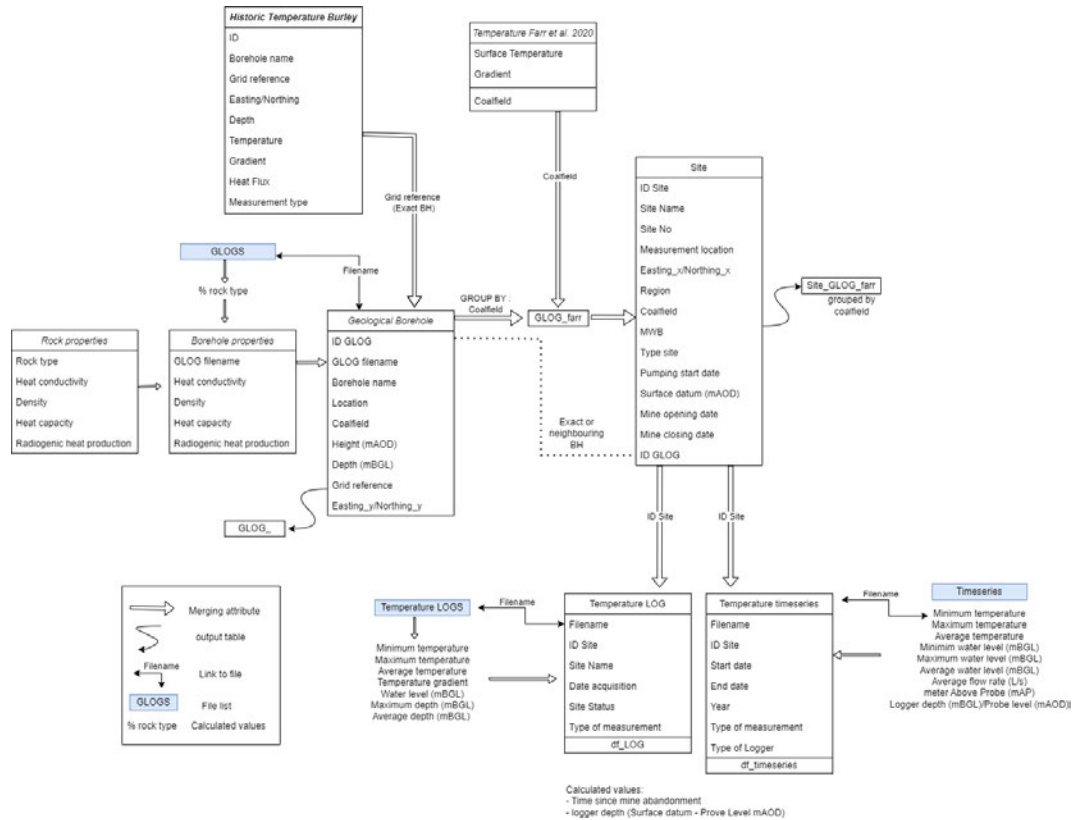 Historic Temperature Burley
ID
Borehole name
Grid reference
Easting/Northing
Depth
Temperature
Gradient
Heat Flux
Measurement type
Temperature Farr et al. 2020
Surface Temperature
Gradient
Coalfield
Grid reference
(Exact BH)
Coalfield
Site
ID Site
Site Name
Site No
Measurement location
Easting_x/Northing_x
Region
Coalfield
MWB
Type site
Pumping start date
Surface datum (mAOD)
Mine opening date
Mine closing date
ID GLOG
Site_GLOG_farr
grouped by
coalfield
GLOGS
Filename
% rock type
GROUP BY :
Coalfield
GLOG_farr
Rock properties
Rock type
Heat conductivity
Density
Heat capacity
Radiogenic heat production
Borehole properties
GLOG filename
Heat conductivity
Density
Heat capacity
Radiogenic heat production
Geological Borehole
ID GLOG
GLOG filename
Borehole name
Location
Coalfield
Height (mAOD)
Depth (mBGL)
Grid reference
Easting_y/Northing_y
Exact or
neighbouring
BH
GLOG_
ID Site
ID Site
Merging attribute
output table
Filename
Link to file
GLOGS
File list
% rock type
Calculated values
Temperature LOGS
Filename
Minimum temperature
Maximum temperature
Average temperature
Temperature gradient
Water level (mBGL)
Maximum depth (mBGL)
Average depth (mBGL)
Temperature LOG
Filename
ID Site
Site Name
Date acquisition
Site Status
Type of measurement
df_LOG
Temperature timeseries
Filename
ID Site
Start date
End date
Year
Type of measurement
Type of Logger
df_timeseries
Filename
Timeseries
Minimum temperature
Maximum temperature
Average temperature
Minimim water level (mBGL)
Maximum water level (mBGL)
Average water level (mBGL)
Average flow rate (L/s)
meter Above Probe (mAP)
Logger depth (mBGL)/Probe level (mAOD))
Calculated values:
- Time since mine abandonment
- logger depth (Surface datum - Prove Level mAOD)